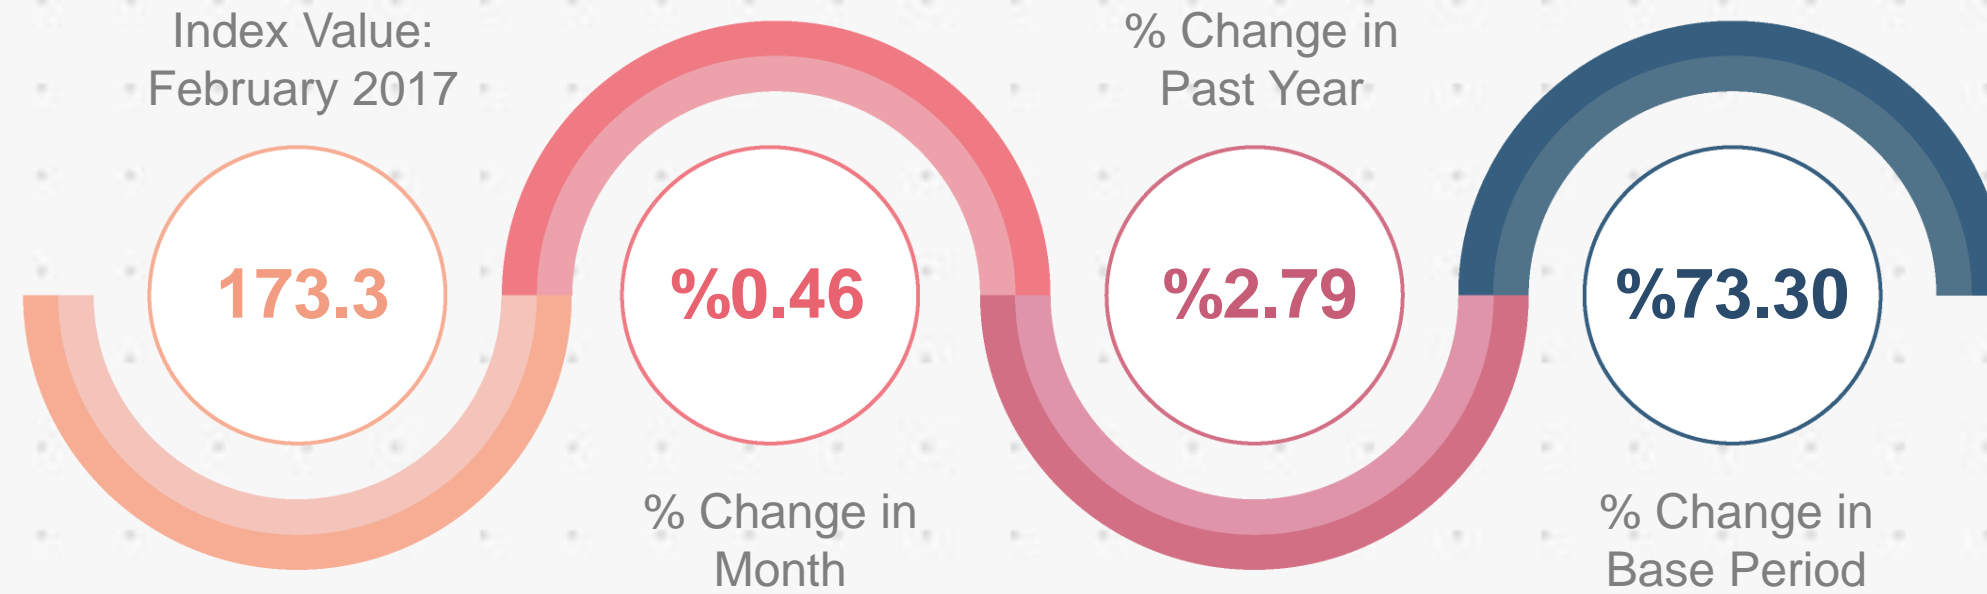 Index Value:
February 2017
173.3
%0.46
% Change in
Month
% Change in
Past Year
%2.79
%73.30
% Change in
Base Period